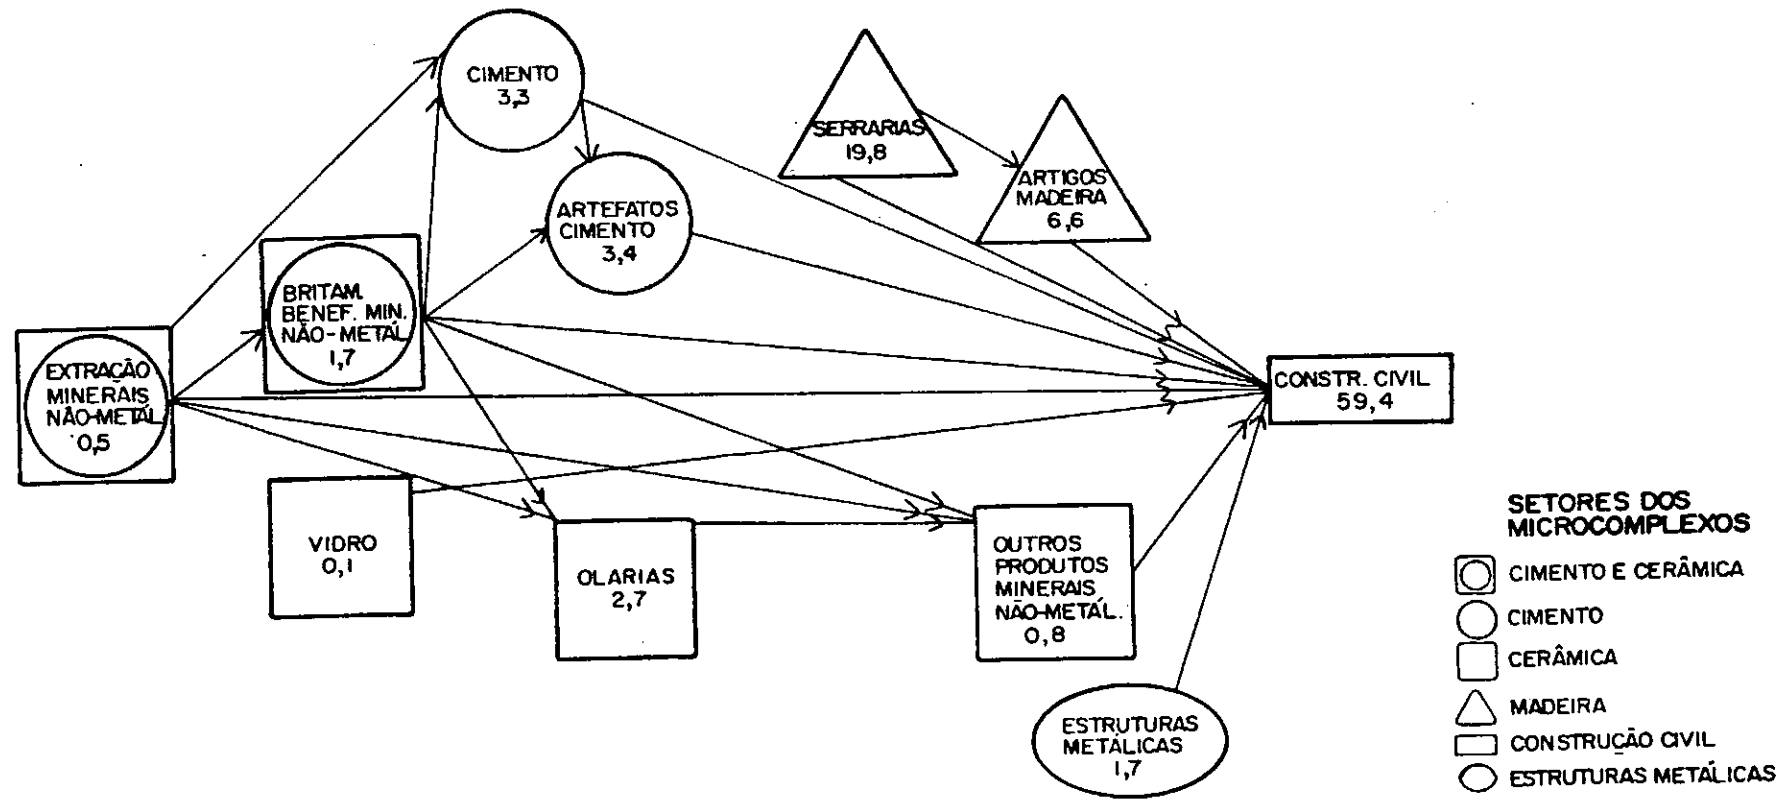 CIMENTO
3,3
SERRARIAS
19,8
ARTIGOS
MADEIRA
6,6
ARTEFATOS
CIMENTO
3,4
BRITAM.
BENEF. MIN.
NÃO-METÁL
1,7
EXTRAÇÃO
MINERAIS
NÃO-METÁL
0,5
CONSTR. CIVIL
59,4
VIDRO
0,1
OLARIAS
2,7
OUTROS
PRODUTOS
MINERAIS
NÃO-METÁL.
0,8
ESTRUTURAS
METÁLICAS
1,7
SETORES DOS
MICROCOMPLEXOS
CIMENTO E CERÂMICA
CIMENTO
CERÂMICA
MADEIRA
CONSTRUÇÃO CIVIL
ESTRUTURAS METÁLICAS